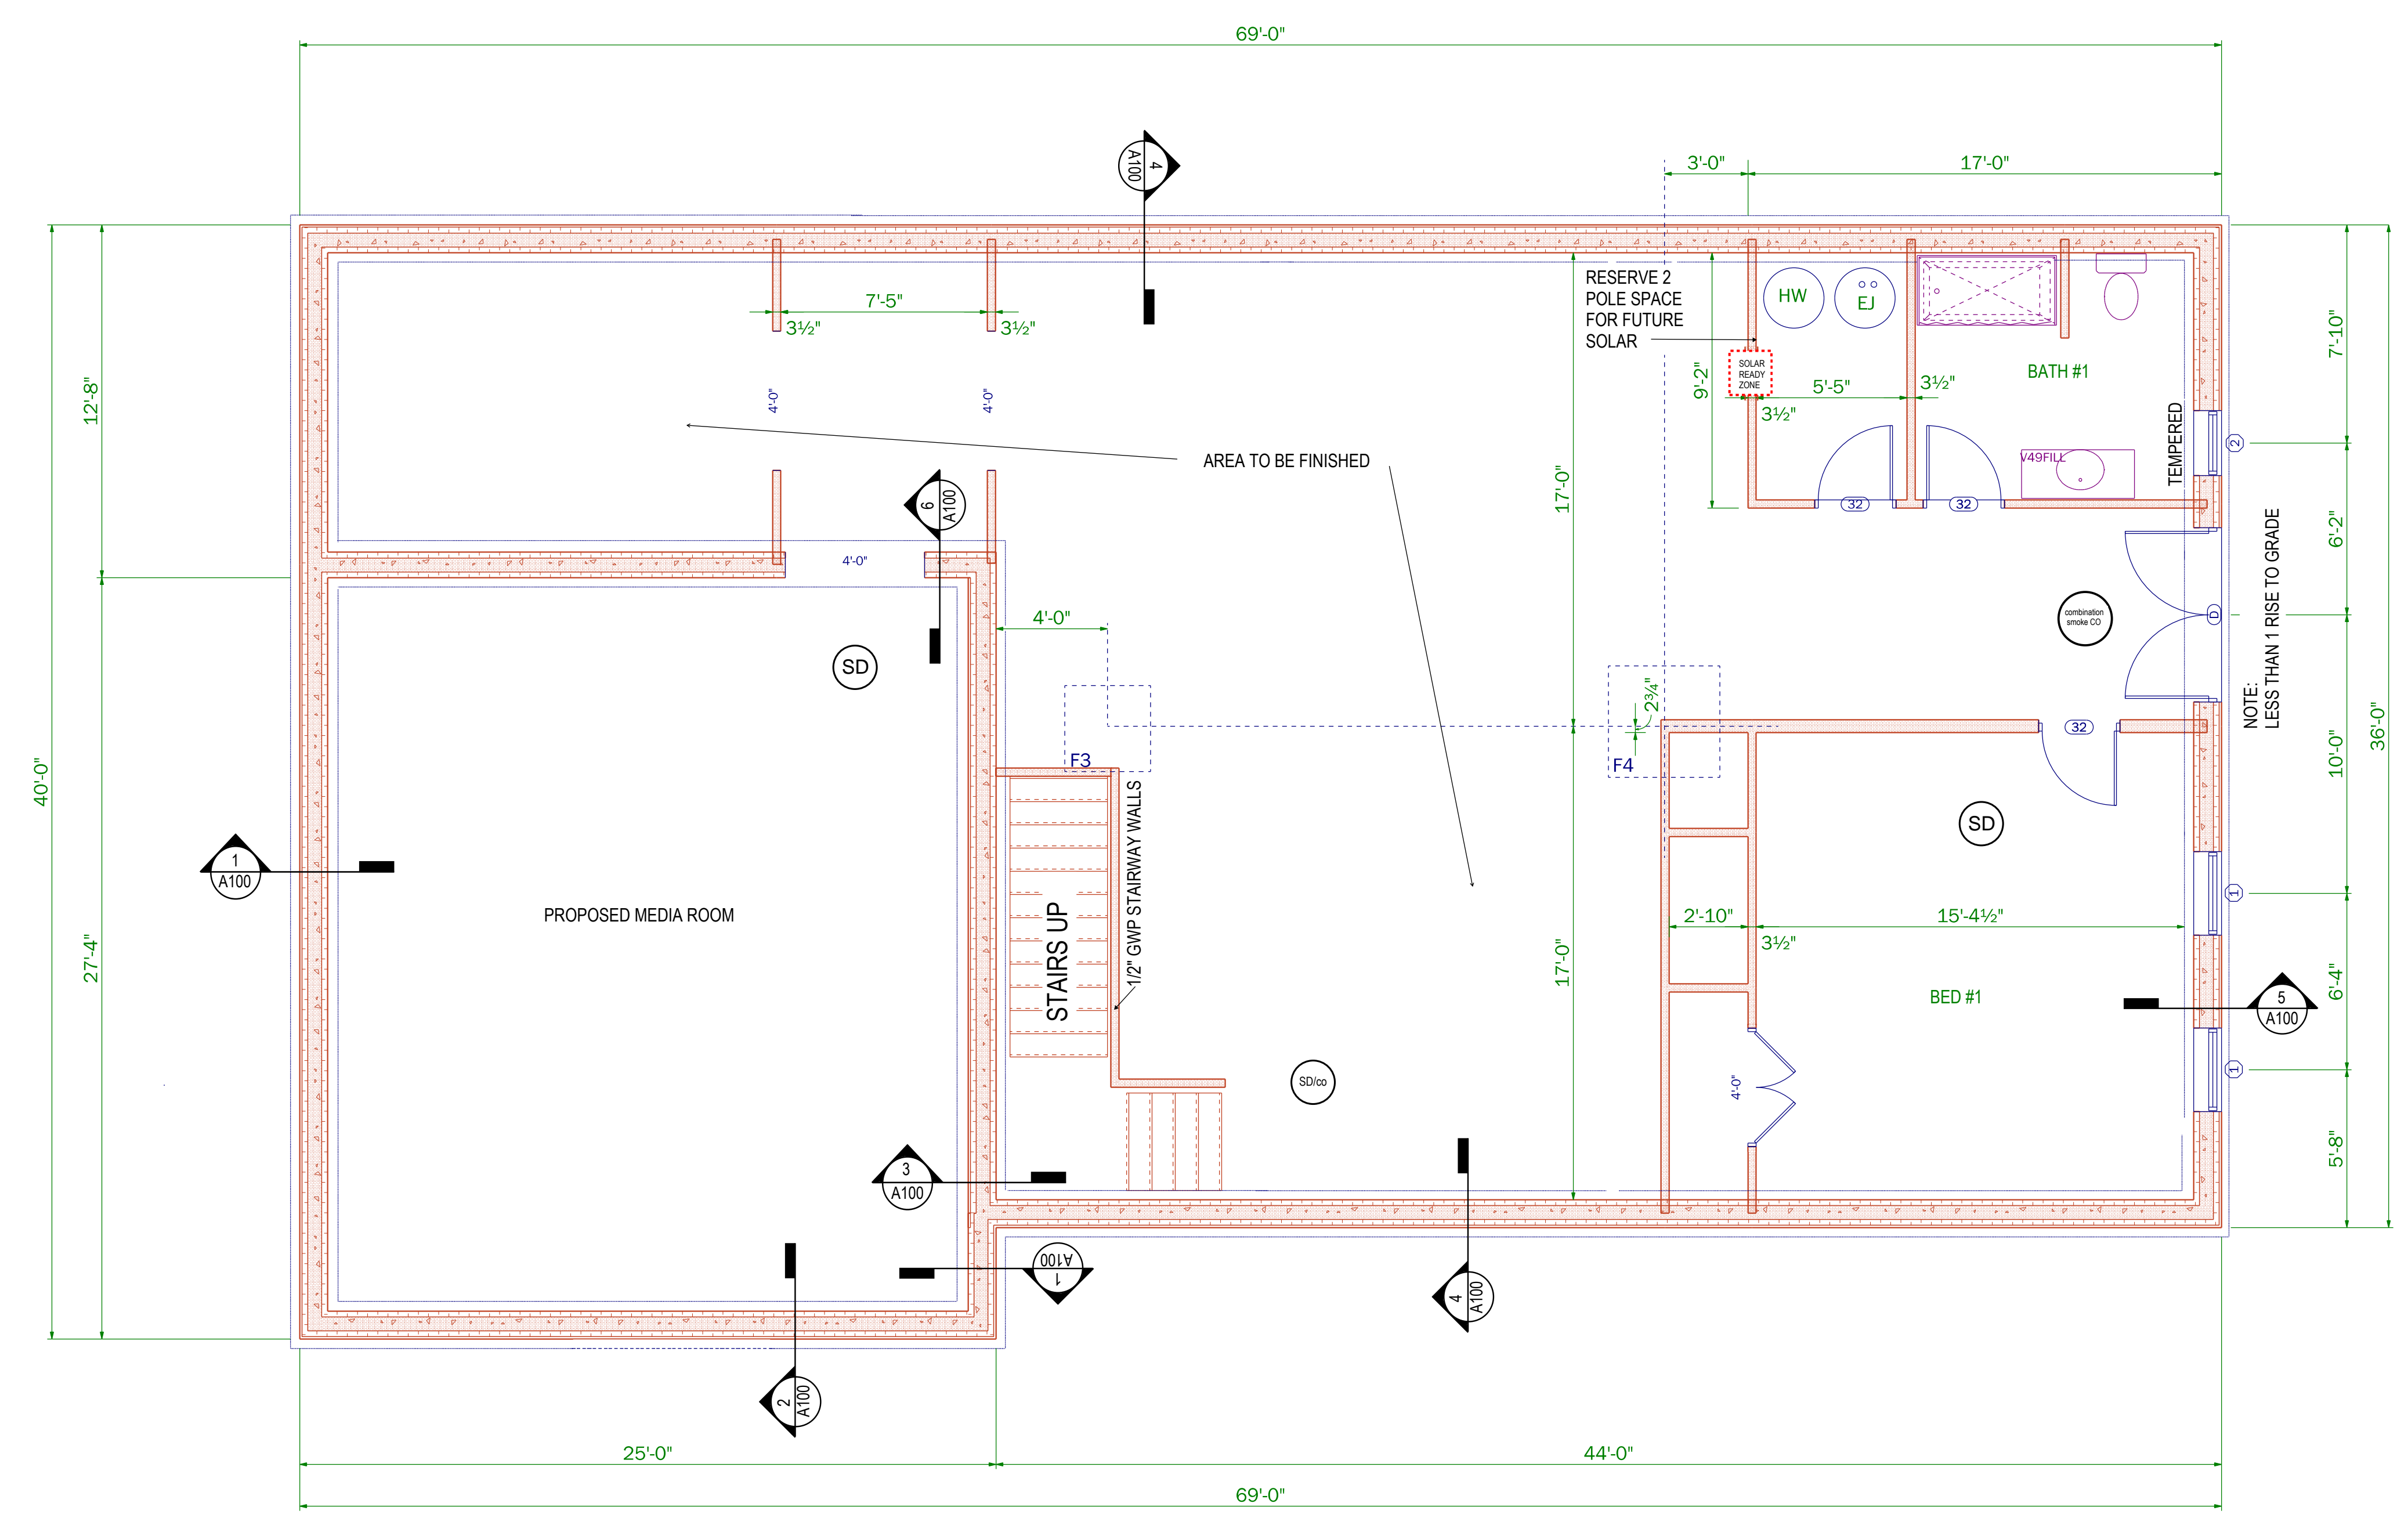 69'-0"
4
A100
3'-0"
17'-0"
RESERVE 2
POLE SPACE
FOR FUTURE
SOLAR
HW
EJ
7'-5"
3½"
3½"
SOLAR
READY
ZONE
9'-2"
5'-5"
3½"
3½"
BATH #1
7'-10"
12'-8"
4'-0"
4'-0"
TEMPERED
2
AREA TO BE FINISHED
V49FILL
17'-0"
32
32
6
A100
6'-2"
4'-0"
NOTE:
LESS THAN 1 RISE TO GRADE
4'-0"
combination
smoke CO
D
SD
2¾"
36'-0"
40'-0"
F3
F4
32
10'-0"
SD
1/2" GWP STAIRWAY WALLS
1
A100
1
PROPOSED MEDIA ROOM
STAIRS UP
2'-10"
15'-4½"
3½"
27'-4"
17'-0"
6'-4"
BED #1
5
A100
SD/co
4'-0"
1
5'-8"
3
A100
1
A100
4
A100
2
A100
25'-0"
44'-0"
69'-0"